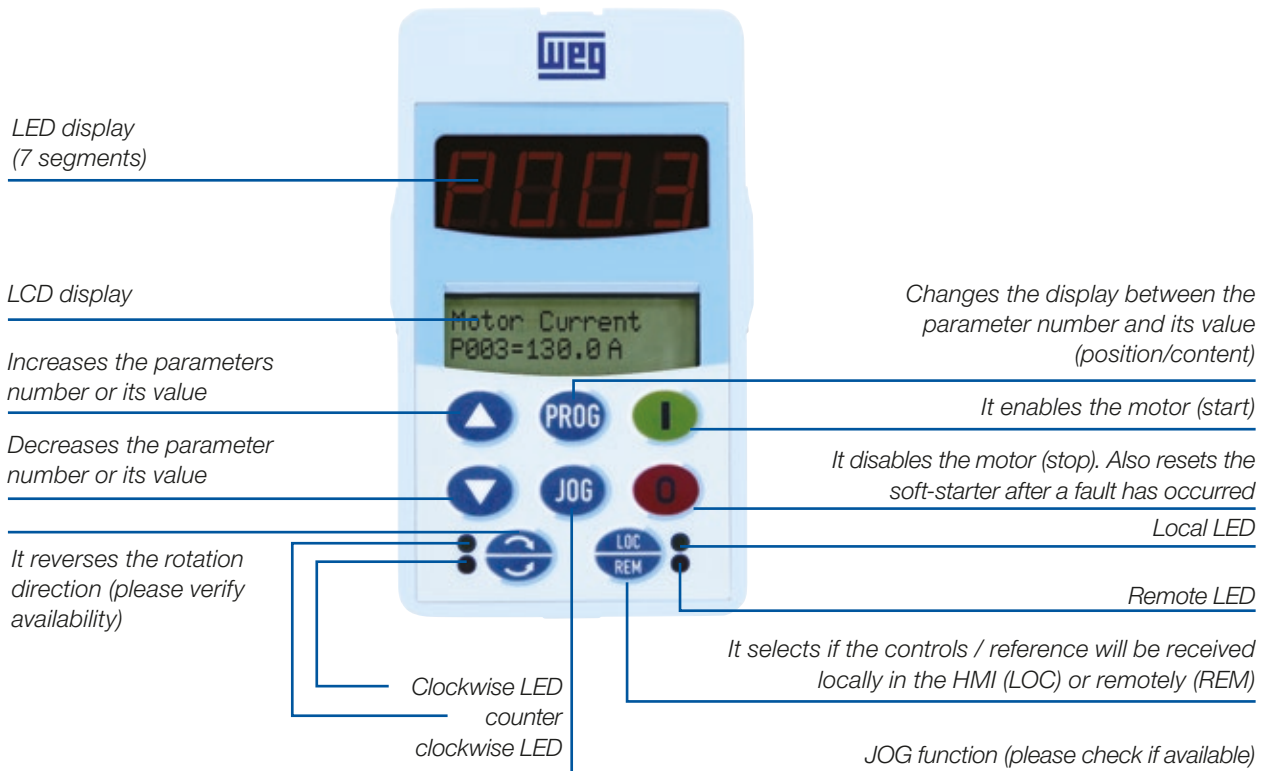 weg
LED display
(7 segments)
P003
LCD display
Motor Current
P003=130.0 A
Increases the parameters
number or its value
Decreases the parameter
number or its value
It reverses the rotation
direction (please verify
availability)
PROG
I
JOG
0
LOC
REM
Clockwise LED
counter
clockwise LED
Changes the display between the
parameter number and its value
(position/content)
It enables the motor (start)
It disables the motor (stop). Also resets the
soft-starter after a fault has occurred
Local LED
Remote LED
It selects if the controls / reference will be received
locally in the HMI (LOC) or remotely (REM)
JOG function (please check if available)